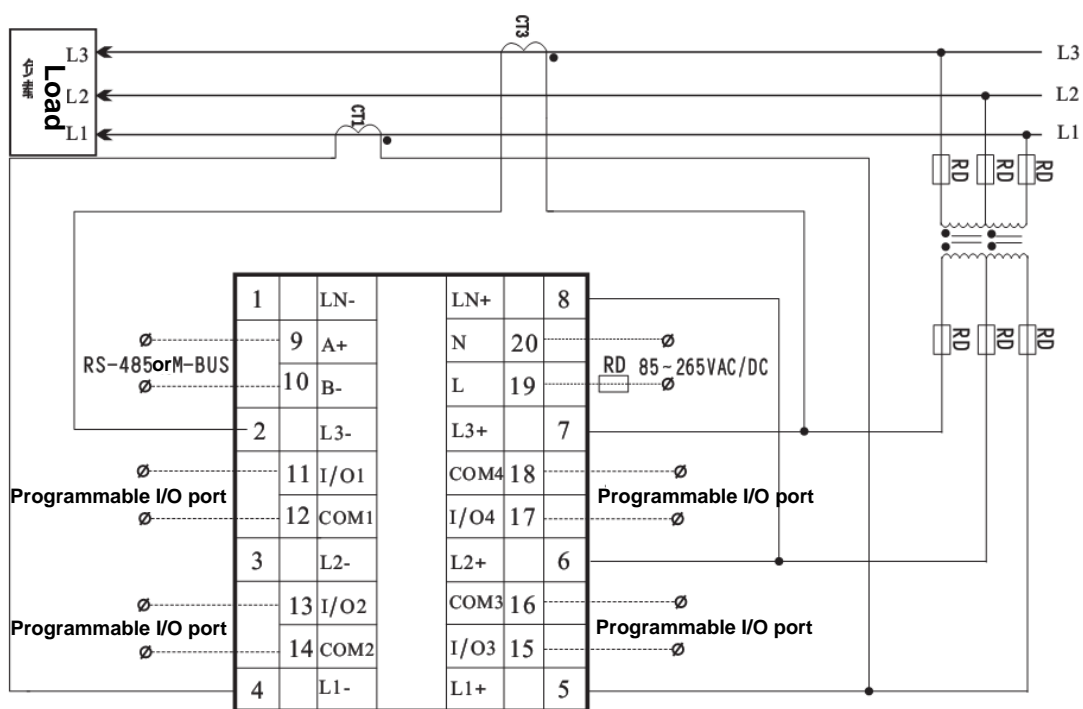 CT3
L3
L3
负载
Load
L2
L2
CT1
L1
L1
RD
RD
RD
1
LN-
LN+
8
9
A+
N
20
RS-485orM-BUS
RD
85~265VAC/DC
10
B-
L
19
RD
RD
RD
2
L3-
L3+
7
11
I/O1
COM4
18
Programmable I/O port
Programmable I/O port
12
COM1
I/O4
17
3
L2-
L2+
6
13
I/O2
COM3
16
Programmable I/O port
Programmable I/O port
14
COM2
I/O3
15
4
L1-
L1+
5